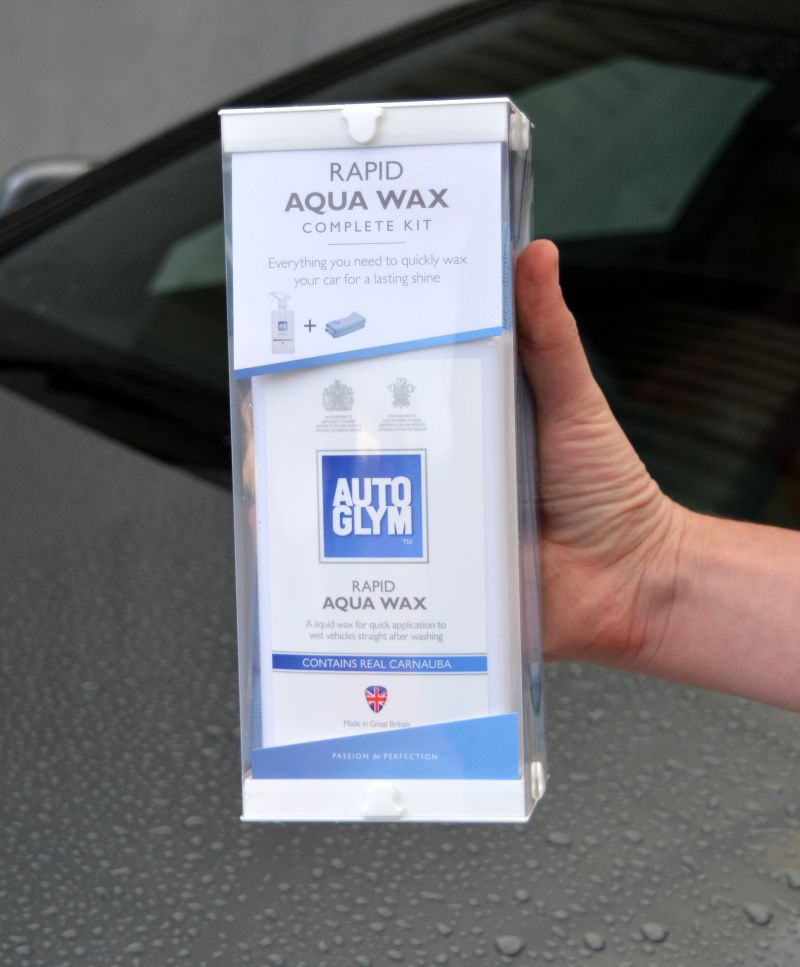 RAPID
AQUA WAX
COMPLETE KIT
Everything you need to quickly wax
your car for a lasting shine
+
AUTO
GLYM
TM
RAPID
AQUA WAX
A liquid wax for quick application to
wet vehicles straight after washing
CONTAINS REAL CARNAUBA
Made in Great Britain
PASSION for PERFECTION